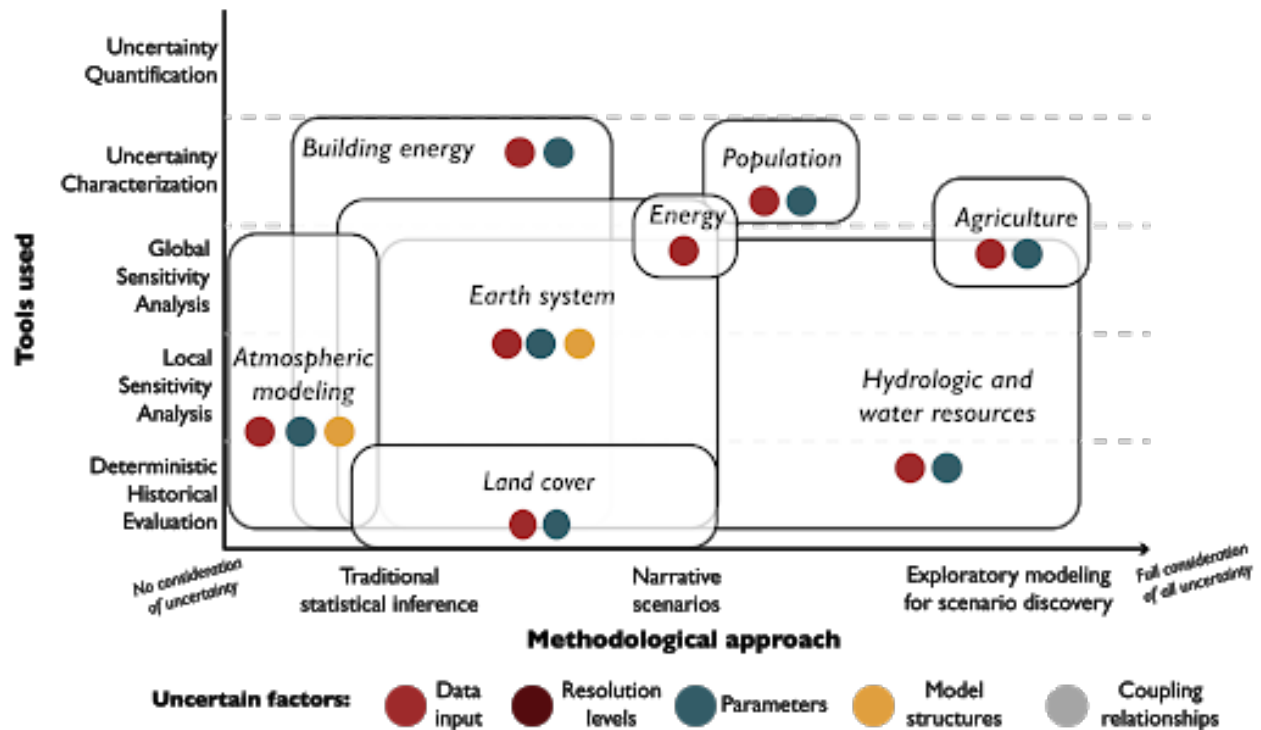 Tools used
Uncertainty
Quantification
Uncertainty
Characterization
Global
Sensitivity
Analysis
Local
Sensitivity
Analysis
Deterministic
Historical
Evaluation
Building energy
Population
Energy
Agriculture
Earth system
Atmospheric
modeling
Hydrologic and
water resources
Land cover
No consideration
of uncertainty
Traditional
statistical inference
Narrative
scenarios
Exploratory modeling
for scenario discovery
Full consideration
of all uncertainty
Methodological approach
Uncertain factors:
Data
input
Resolution
levels
Parameters
Model
structures
Coupling
relationships